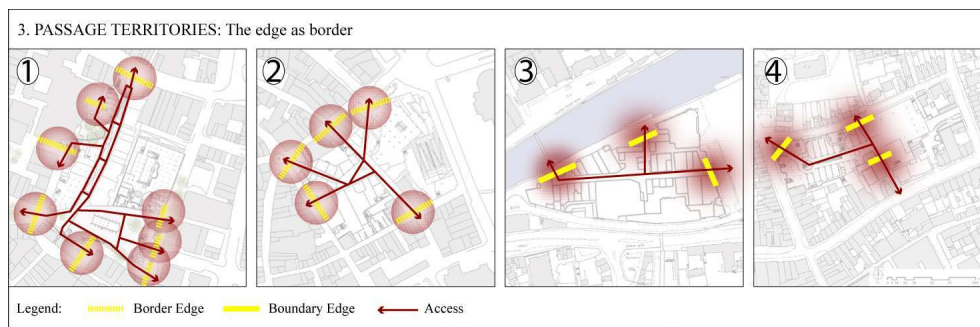 3. PASSAGE TERRITORIES: The edge as border
1
2
3
4
Legend: Border Edge Boundary Edge Access